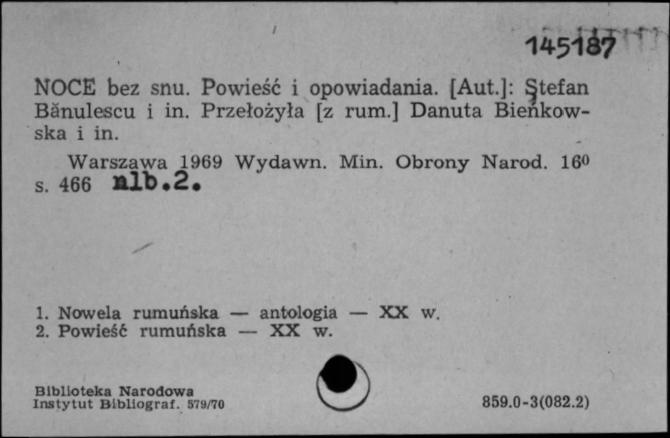 145187
NOCE bez snu. Powieść i opowiadania. [Aut.]: Ştefan
Bănulescu i in. Przełożyła [z rum.] Danuta Bieńkow-
ska i in.
Warszawa 1969 Wydawn. Min. Obrony Narod. 16⁰
s. 466 nlb.2.
1. Nowela rumuńska — antologia — XX w.
2. Powieść rumuńska — XX w.
Biblioteka Narodowa
Instytut Bibliograf. 579/70
859.0-3(082.2)